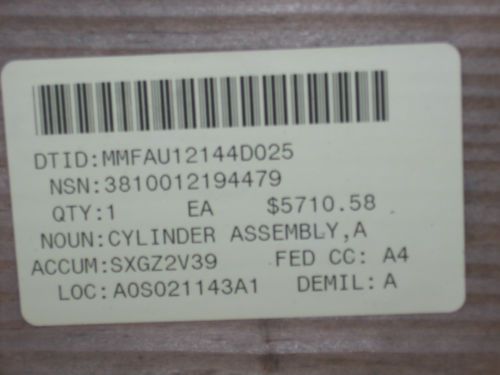 DTID:MMFAU12144D025
NSN:3810012194479
QTY:1 EA $5710.58
NOUN:CYLINDER ASSEMBLY,A
ACCUM:SXGZ2V39 FED CC: A4
LOC:A0S021143A1 DEMIL:A